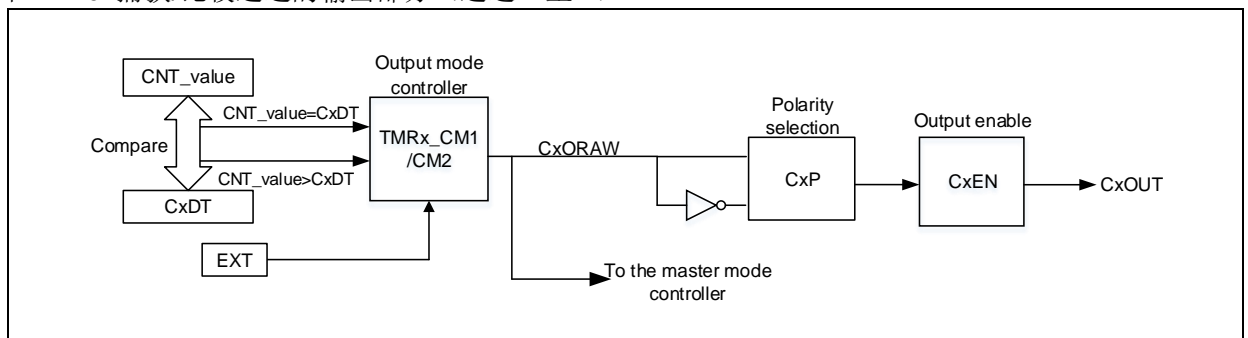 CNT_value
Compare
CxDT
CNT_value=CxDT
CNT_value>CxDT
EXT
Output mode
controller
TMRx_CM1
/CM2
CxORAW
To the master mode
controller
Polarity
selection
CxP
Output enable
CxEN
CxOUT